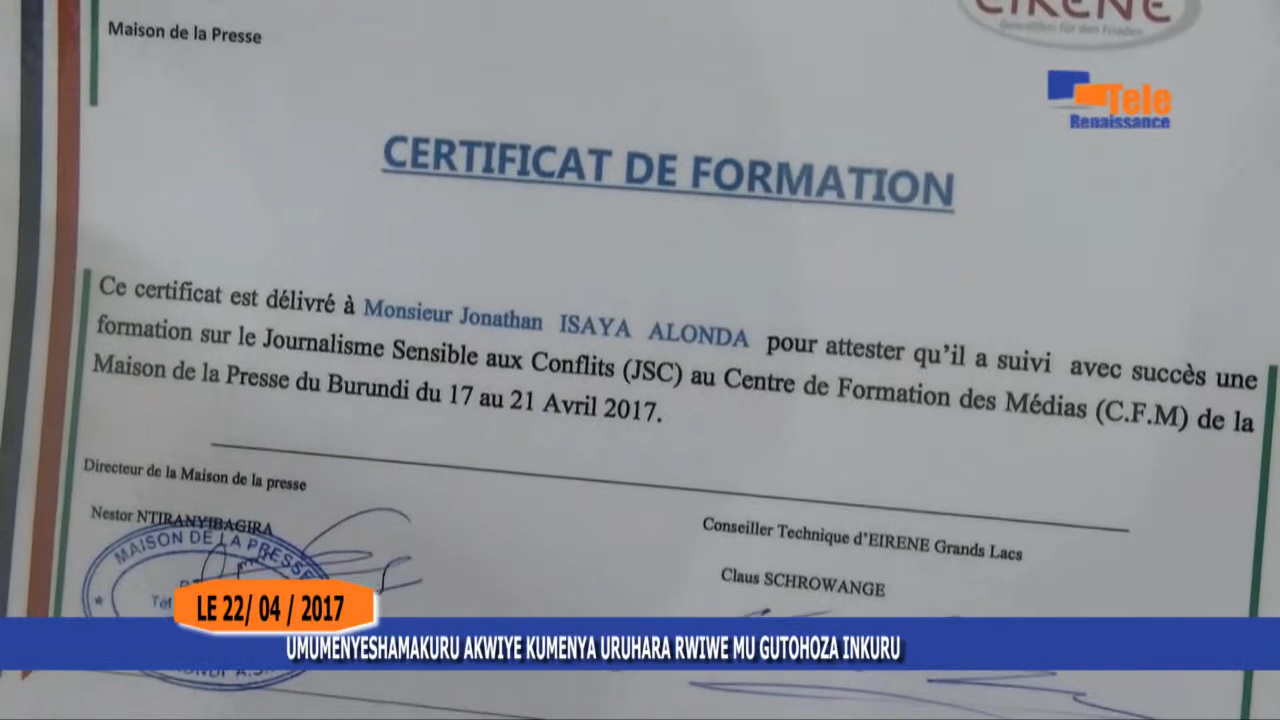 EIRENE
Gewaltfrei für den Frieden
Maison de la Presse
Tele
Renaissance
CERTIFICAT DE FORMATION
Ce certificat est délivré à Monsieur Jonathan ISAYA ALONDA pour attester qu'il a suivi avec succès une
formation sur le Journalisme Sensible aux Conflits (JSC) au Centre de Formation des Médias (C.F.M) de la
Maison de la Presse du Burundi du 17 au 21 Avril 2017.
Directeur de la Maison de la presse
Nestor NTIRANYIBAGIRA
Conseiller Technique d'EIRENE Grands Lacs
Claus SCHROWANGE
MAISON DE LA PRESSE
LE 22/ 04 / 2017
UMUMENYESHAMAKURU AKWIYE KUMENYA URUHARA RWIWE MU GUTOHOZA INKURU